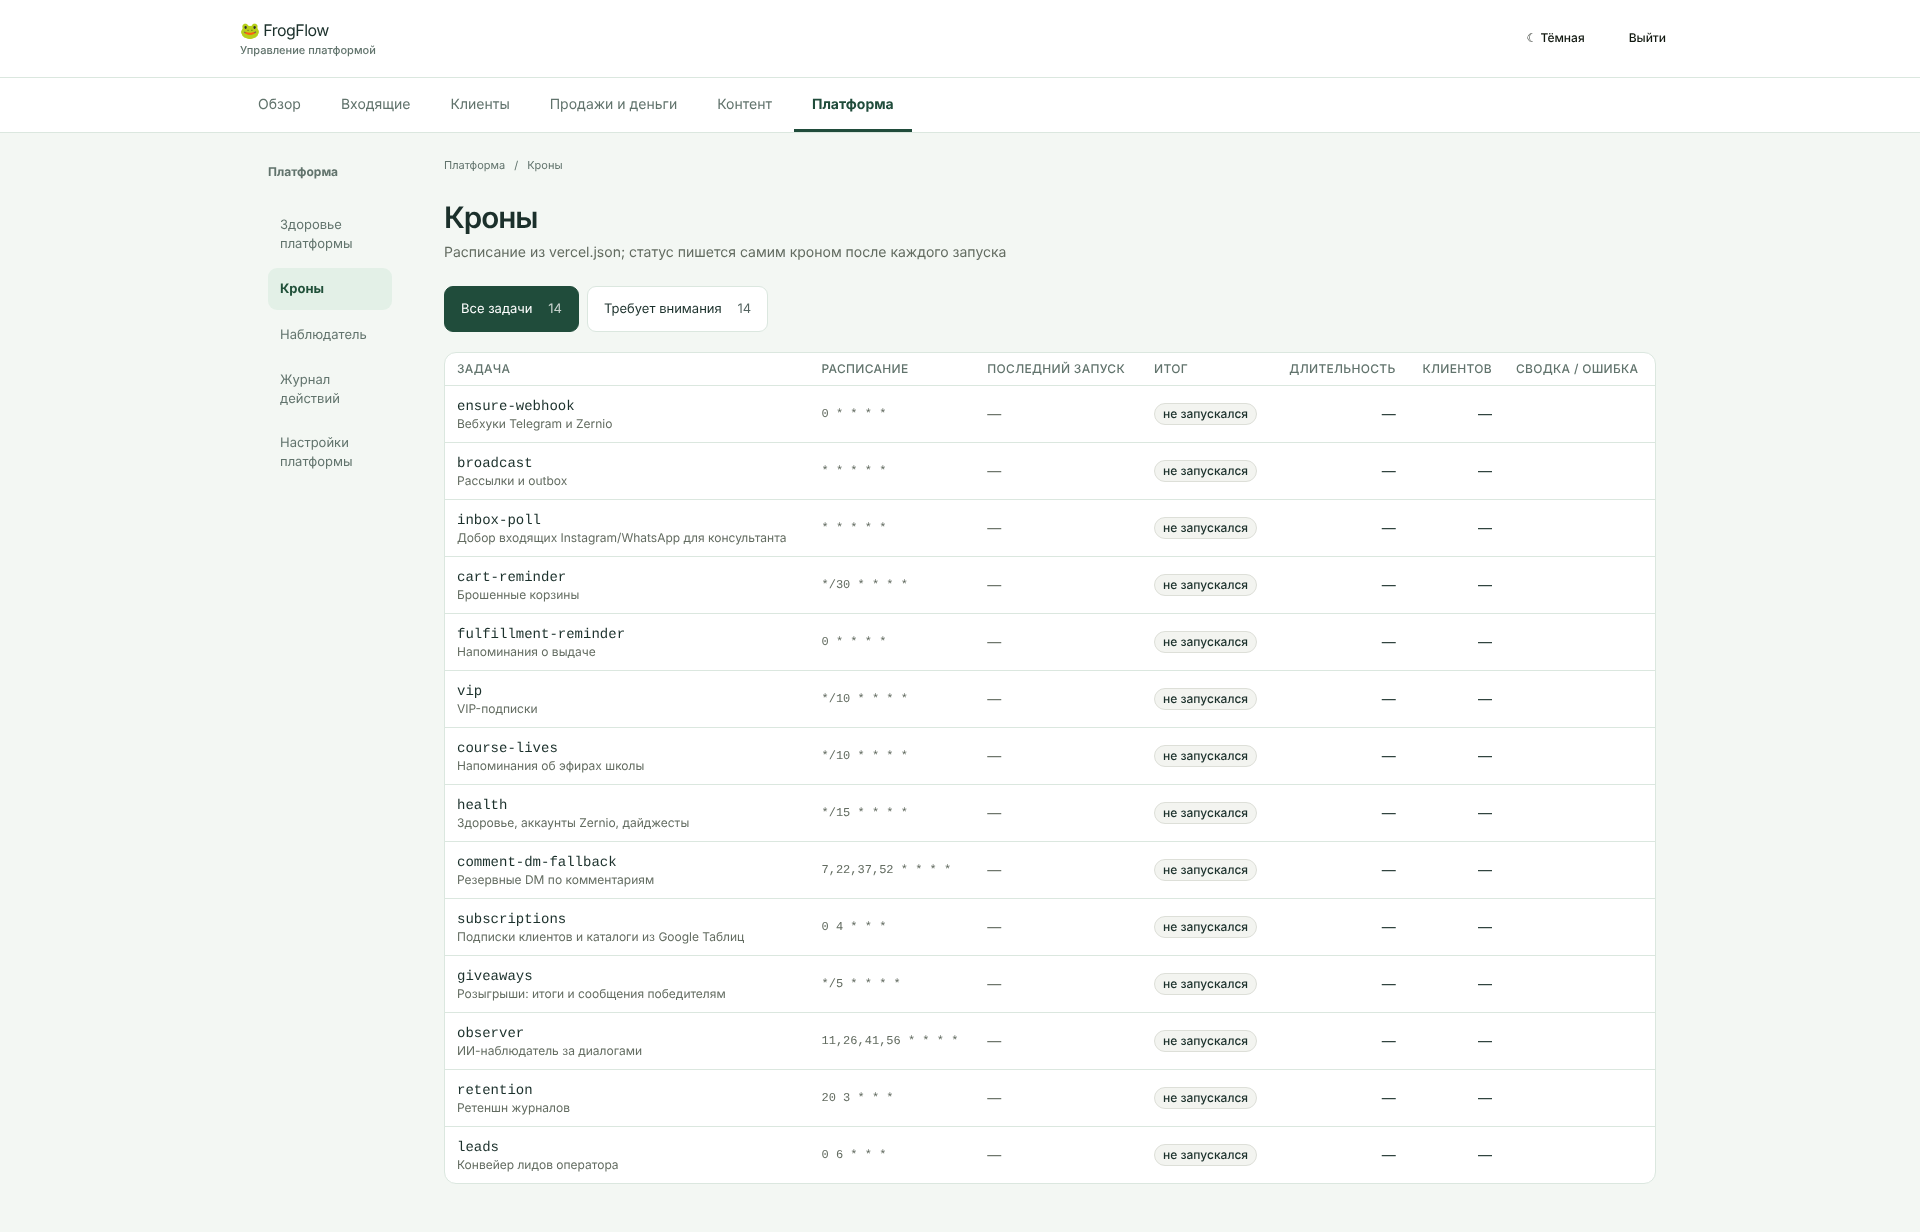 🐸 FrogFlow
Управление платформой
☾ Тёмная
Выйти
Обзор
Входящие
Клиенты
Продажи и деньги
Контент
Платформа
Платформа
Здоровье
платформы
Кроны
Наблюдатель
Журнал
действий
Настройки
платформы
Платформа / Кроны
Кроны
Расписание из vercel.json; статус пишется самим кроном после каждого запуска
Все задачи 14
Требует внимания 14
ЗАДАЧА РАСПИСАНИЕ ПОСЛЕДНИЙ ЗАПУСК ИТОГ ДЛИТЕЛЬНОСТЬ КЛИЕНТОВ СВОДКА / ОШИБКА
ensure-webhook 0 * * * * — не запускался — —
Вебхуки Telegram и Zernio
broadcast * * * * * — не запускался — —
Рассылки и outbox
inbox-poll * * * * * — не запускался — —
Добор входящих Instagram/WhatsApp для консультанта
cart-reminder */30 * * * * — не запускался — —
Брошенные корзины
fulfillment-reminder 0 * * * * — не запускался — —
Напоминания о выдаче
vip */10 * * * * — не запускался — —
VIP-подписки
course-lives */10 * * * * — не запускался — —
Напоминания об эфирах школы
health */15 * * * * — не запускался — —
Здоровье, аккаунты Zernio, дайджесты
comment-dm-fallback 7,22,37,52 * * * * — не запускался — —
Резервные DM по комментариям
subscriptions 0 4 * * * — не запускался — —
Подписки клиентов и каталоги из Google Таблиц
giveaways */5 * * * * — не запускался — —
Розыгрыши: итоги и сообщения победителям
observer 11,26,41,56 * * * * — не запускался — —
ИИ-наблюдатель за диалогами
retention 20 3 * * * — не запускался — —
Ретеншн журналов
leads 0 6 * * * — не запускался — —
Конвейер лидов оператора